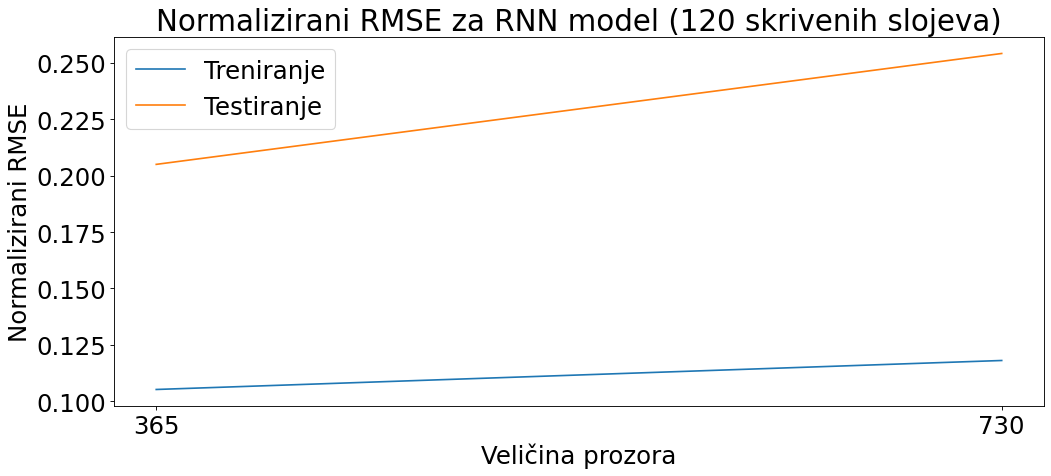 Normalizirani RMSE za RNN model (120 skrivenih slojeva)
Treniranje
Testiranje
Normalizirani RMSE
0.250
0.225
0.200
0.175
0.150
0.125
0.100
365
730
Veličina prozora